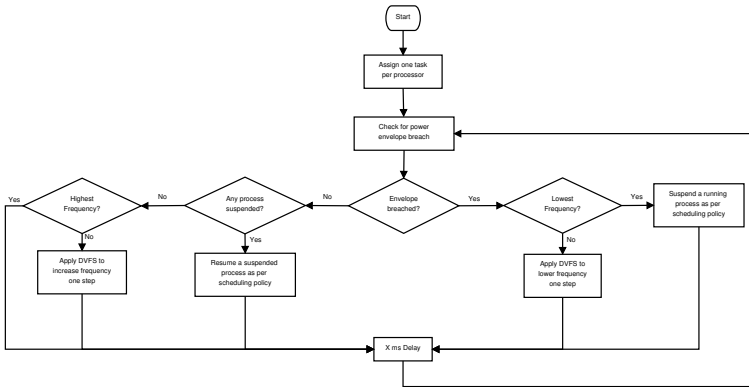 Start
Assign one task
per processor
Check for power
envelope breach
Yes
Highest
Frequency?
No
Any process
suspended?
No
Envelope
breached?
Yes
Lowest
Frequency?
Yes
Suspend a running
process as per
scheduling policy
No
Yes
No
Apply DVFS to
increase frequency
one step
Resume a suspended
process as per
scheduling policy
Apply DVFS to
lower frequency
one step
X ms Delay